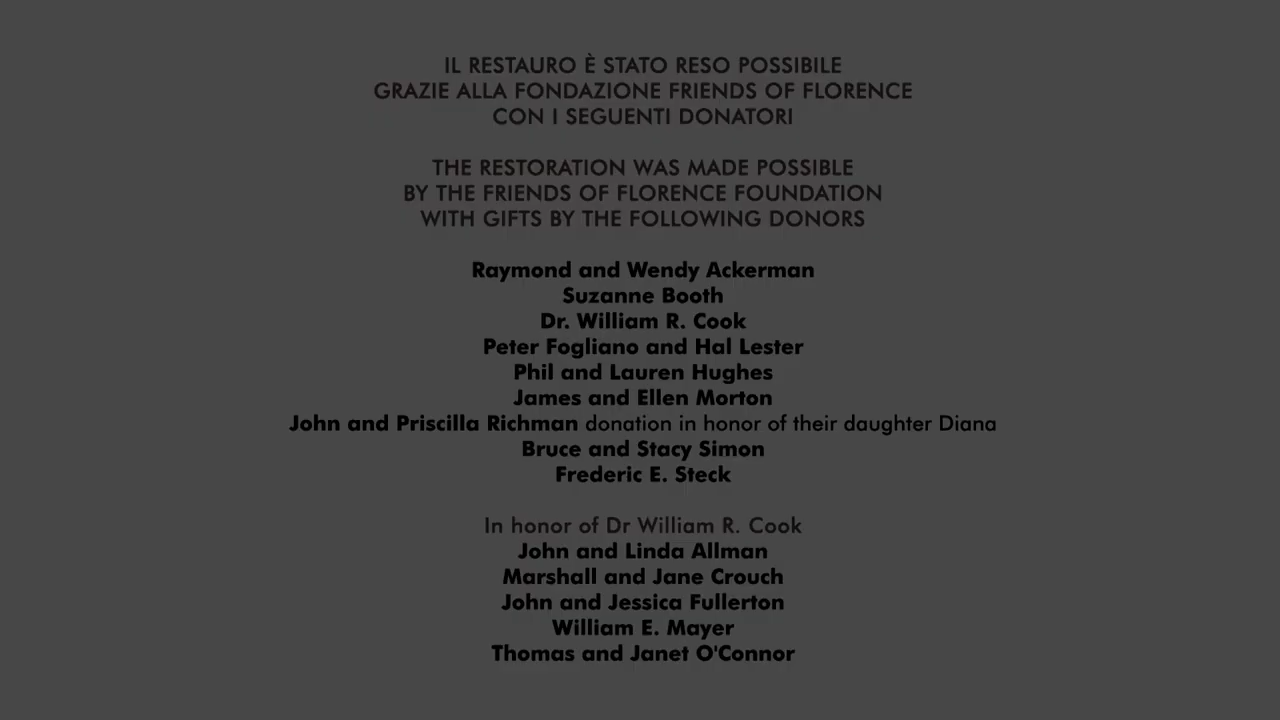 IL RESTAURO È STATO RESO POSSIBILE
GRAZIE ALLA FONDAZIONE FRIENDS OF FLORENCE
CON I SEGUENTI DONATORI
THE RESTORATION WAS MADE POSSIBLE
BY THE FRIENDS OF FLORENCE FOUNDATION
WITH GIFTS BY THE FOLLOWING DONORS
Raymond and Wendy Ackerman
Suzanne Booth
Dr. William R. Cook
Peter Fogliano and Hal Lester
Phil and Lauren Hughes
James and Ellen Morton
John and Priscilla Richman donation in honor of their daughter Diana
Bruce and Stacy Simon
Frederic E. Steck
In honor of Dr William R. Cook
John and Linda Allman
Marshall and Jane Crouch
John and Jessica Fullerton
William E. Mayer
Thomas and Janet O'Connor